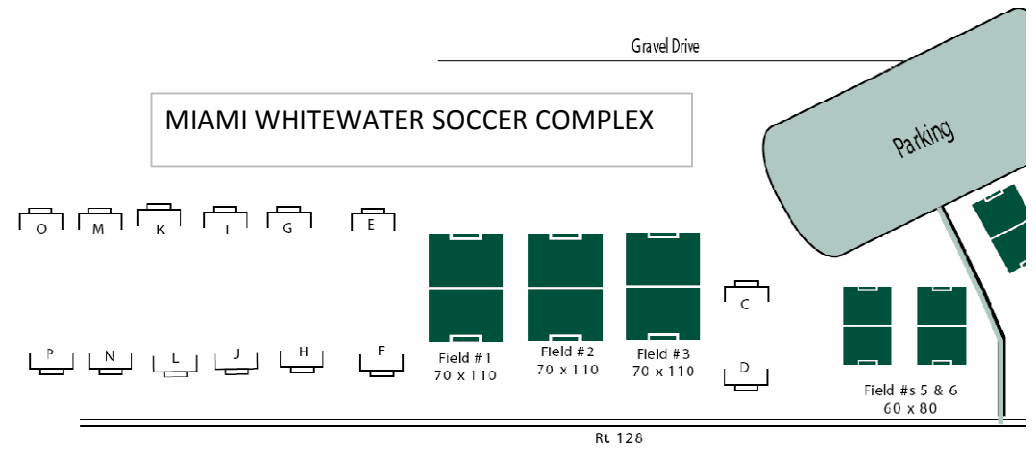 Gravel Drive
MIAMI WHITEWATER SOCCER COMPLEX
Parking
O M K I G E
C
P N L J H F
D
Field #1
70 x 110
Field #2
70 x 110
Field #3
70 x 110
Field #s 5 & 6
60 x 80
Rt. 128